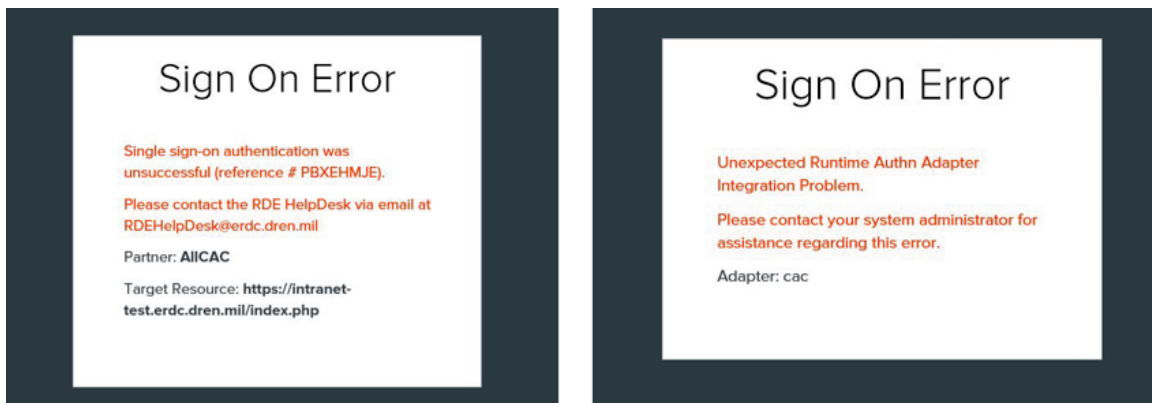 Sign On Error
Single sign-on authentication was
unsuccessful (reference # PBXEHMJE).
Please contact the RDE HelpDesk via email at
RDEHelpDesk@erdc.dren.mil
Partner: AllCAC
Target Resource: https://intranet-
test.erdc.dren.mil/index.php
Sign On Error
Unexpected Runtime Authn Adapter
Integration Problem.
Please contact your system administrator for
assistance regarding this error.
Adapter: cac